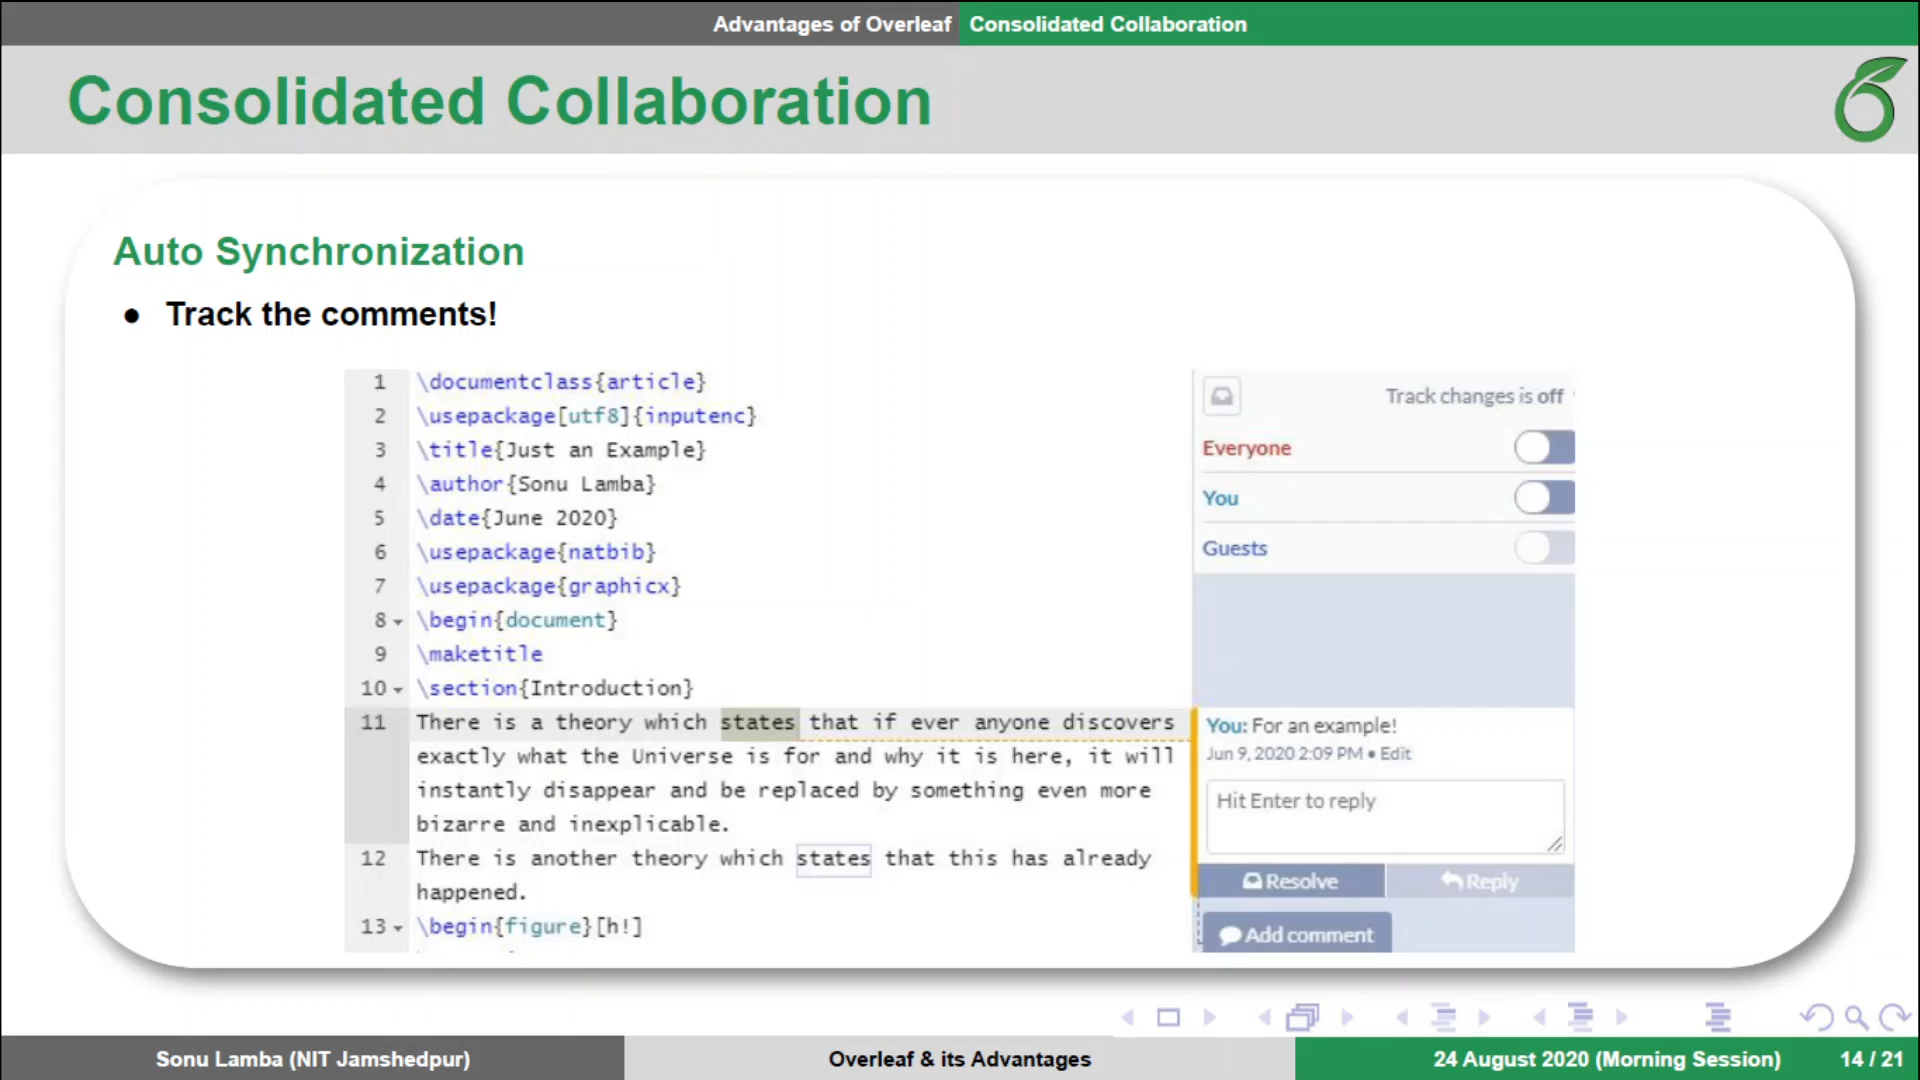 Advantages of Overleaf Consolidated Collaboration
Consolidated Collaboration
Auto Synchronization
● Track the comments!
1 \documentclass{article}
2 \usepackage[utf8]{inputenc}
3 \title{Just an Example}
4 \author{Sonu Lamba}
5 \date{June 2020}
6 \usepackage{natbib}
7 \usepackage{graphicx}
8 \begin{document}
9 \maketitle
10 \section{Introduction}
11 There is a theory which states that if ever anyone discovers
exactly what the Universe is for and why it is here, it will
instantly disappear and be replaced by something even more
bizarre and inexplicable.
12 There is another theory which states that this has already
happened.
13 \begin{figure}[h!]
Track changes is off
Everyone
You
Guests
You: For an example!
Jun 9, 2020 2:09 PM • Edit
Hit Enter to reply
Resolve Reply
Add comment
Sonu Lamba (NIT Jamshedpur) Overleaf & its Advantages 24 August 2020 (Morning Session) 14 / 21